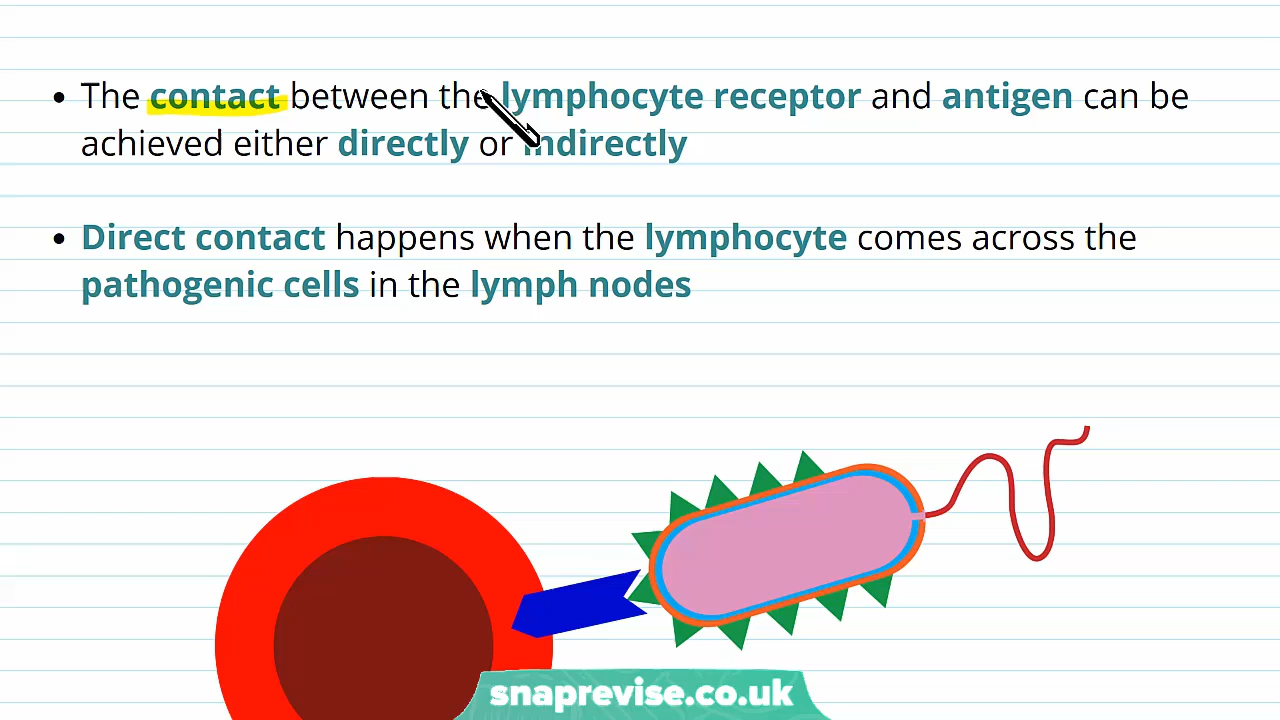 • The contact between the lymphocyte receptor and antigen can be
achieved either directly or indirectly
• Direct contact happens when the lymphocyte comes across the
pathogenic cells in the lymph nodes
snaprevise.co.uk